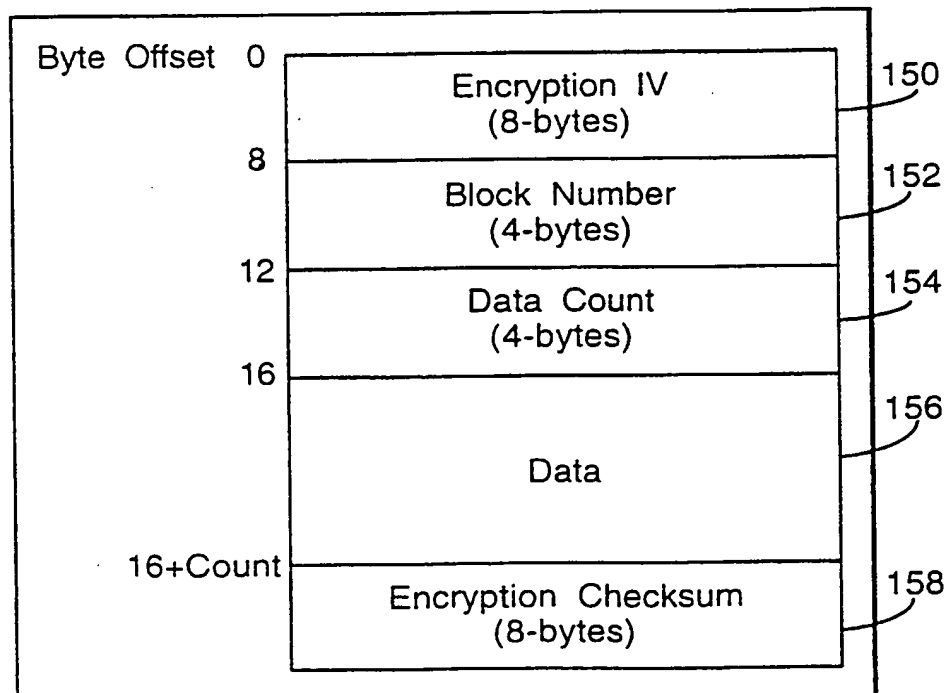 Byte Offset 0
Encryption IV
(8-bytes)
150
8
Block Number
(4-bytes)
152
12
Data Count
(4-bytes)
154
16
Data
156
16+Count
Encryption Checksum
(8-bytes)
158